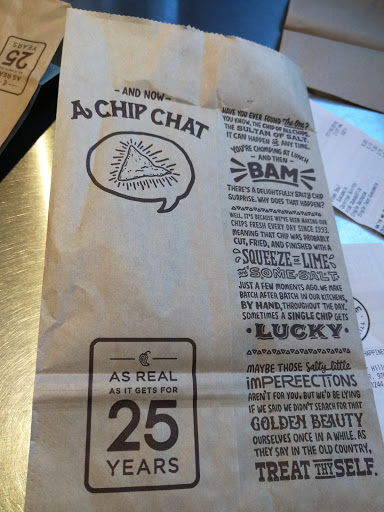 - AND NOW -
A CHIP CHAT
AS REAL
AS IT GETS FOR
25
YEARS
HAVE YOU EVER FOUND The One?
YOU KNOW, THE CHIP OF ALL CHIPS.
THE SULTAN OF SALT.
IT CAN HAPPEN AT ANY TIME.
YOU'RE CHOMPING AT LUNCH
- AND THEN -
BAM
THERE'S A DELIGHTFULLY SALTY CHIP
SURPRISE. WHY DOES THAT HAPPEN?
WELL, IT'S BECAUSE WE'VE BEEN MAKING OUR
CHIPS FRESH EVERY DAY SINCE 1993.
MEANING THAT CHIP WAS PROBABLY
CUT, FRIED, AND FINISHED WITH A
SQUEEZE OF LIME
AND SOME SALT
JUST A FEW MOMENTS AGO. WE MAKE
BATCH AFTER BATCH IN OUR KITCHENS,
BY HAND, THROUGHOUT THE DAY.
SOMETIMES A SINGLE CHIP GETS
· LUCKY ·
MAYBE THOSE Salty little
imPERFECTIONS
AREN'T FOR YOU, BUT WE'D BE LYING
IF WE SAID WE DIDN'T SEARCH FOR THAT
GOLDEN BEAUTY
OURSELVES ONCE IN A WHILE. AS
THEY SAY IN THE OLD COUNTRY,
TREAT THY SELF.
AS REAL
25
YEARS